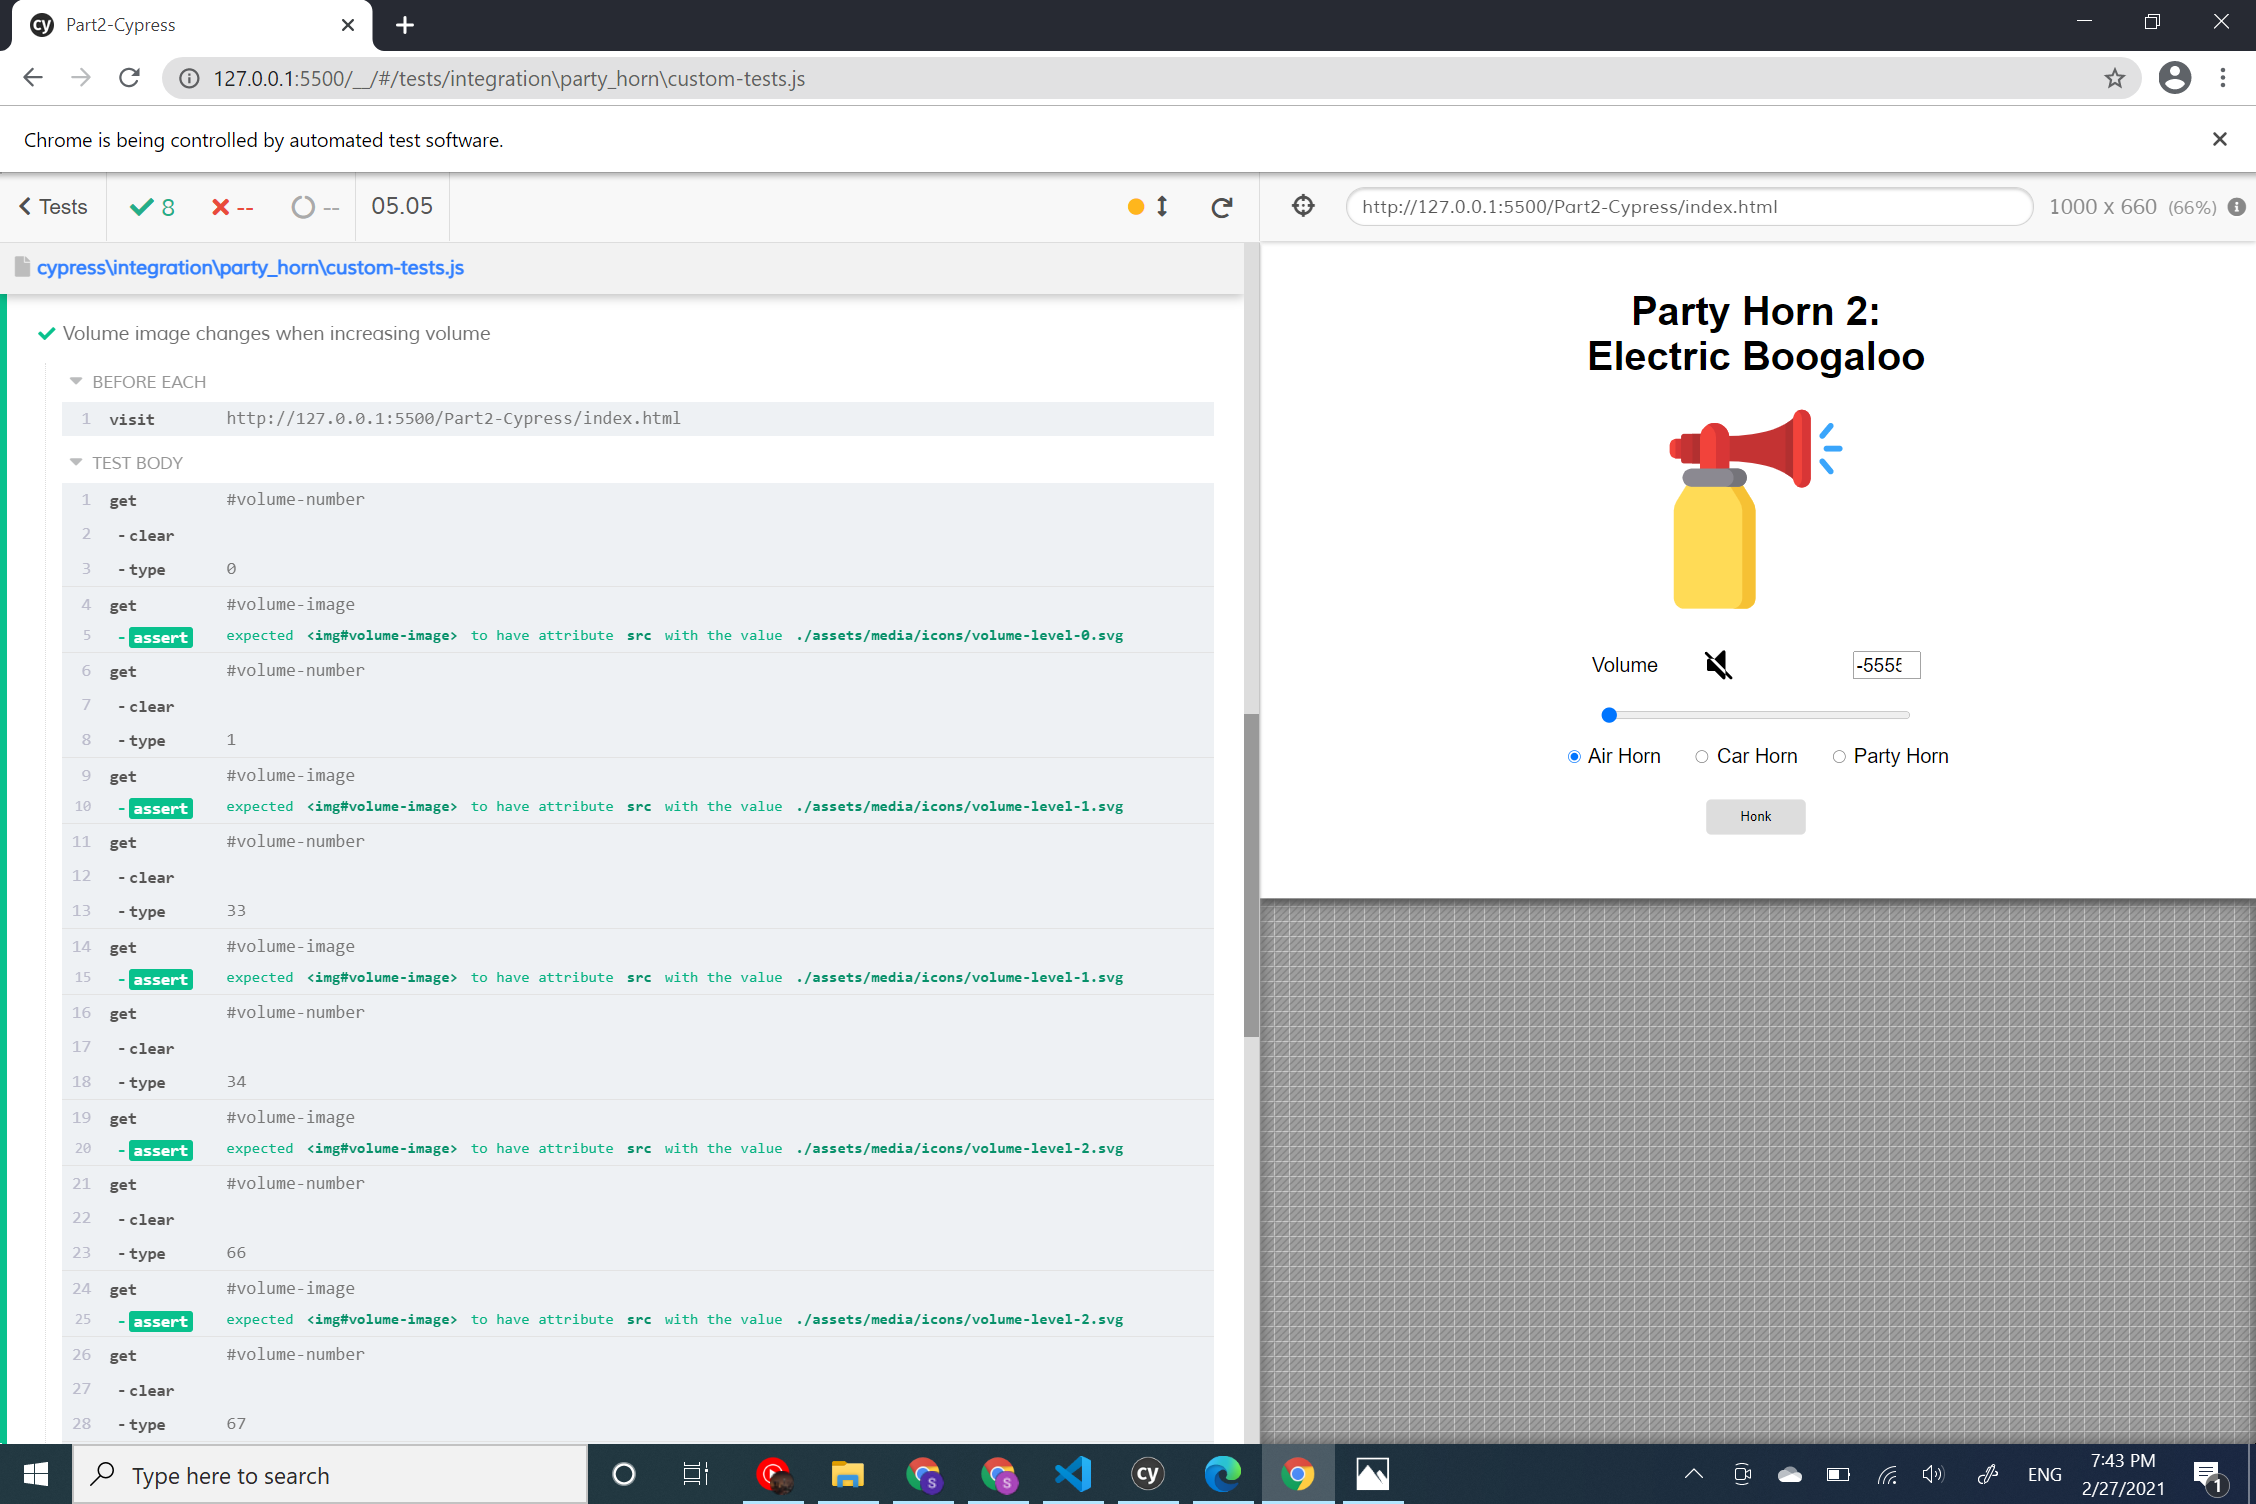 cy Part2-Cypress
127.0.0.1:5500/__/#/tests/integration\party_horn\custom-tests.js
Chrome is being controlled by automated test software.
Tests 8 -- -- 05.05
http://127.0.0.1:5500/Part2-Cypress/index.html 1000 x 660 (66%)
cypress\integration\party_horn\custom-tests.js
Volume image changes when increasing volume
BEFORE EACH
1 visit http://127.0.0.1:5500/Part2-Cypress/index.html
TEST BODY
1 get #volume-number
2 -clear
3 -type 0
4 get #volume-image
5 -assert expected <img#volume-image> to have attribute src with the value ./assets/media/icons/volume-level-0.svg
6 get #volume-number
7 -clear
8 -type 1
9 get #volume-image
10 -assert expected <img#volume-image> to have attribute src with the value ./assets/media/icons/volume-level-1.svg
11 get #volume-number
12 -clear
13 -type 33
14 get #volume-image
15 -assert expected <img#volume-image> to have attribute src with the value ./assets/media/icons/volume-level-1.svg
16 get #volume-number
17 -clear
18 -type 34
19 get #volume-image
20 -assert expected <img#volume-image> to have attribute src with the value ./assets/media/icons/volume-level-2.svg
21 get #volume-number
22 -clear
23 -type 66
24 get #volume-image
25 -assert expected <img#volume-image> to have attribute src with the value ./assets/media/icons/volume-level-2.svg
26 get #volume-number
27 -clear
28 -type 67
Party Horn 2:
Electric Boogaloo
Volume -5555
Air Horn Car Horn Party Horn
Honk
Type here to search
S S cy
ENG
7:43 PM
2/27/2021
1